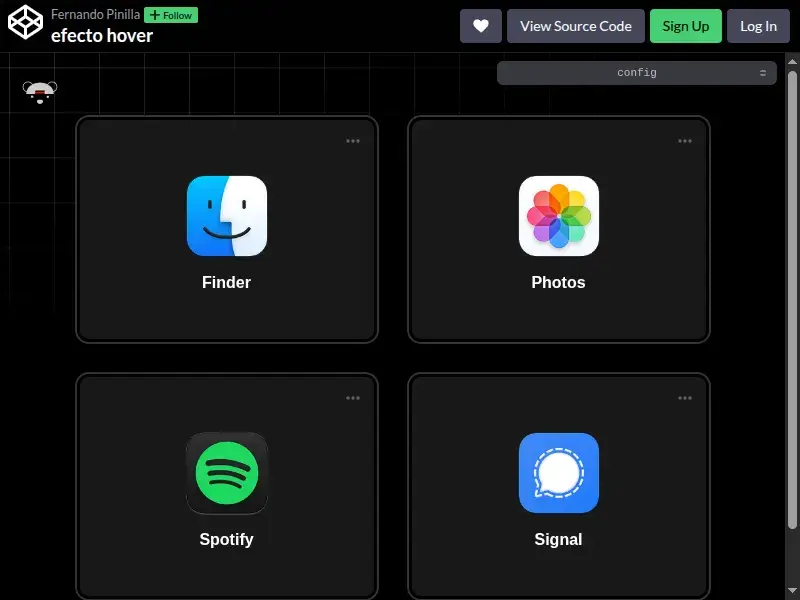 Fernando Pinilla
+ Follow
efecto hover
View Source Code
Sign Up
Log In
config
Finder
Photos
Spotify
Signal